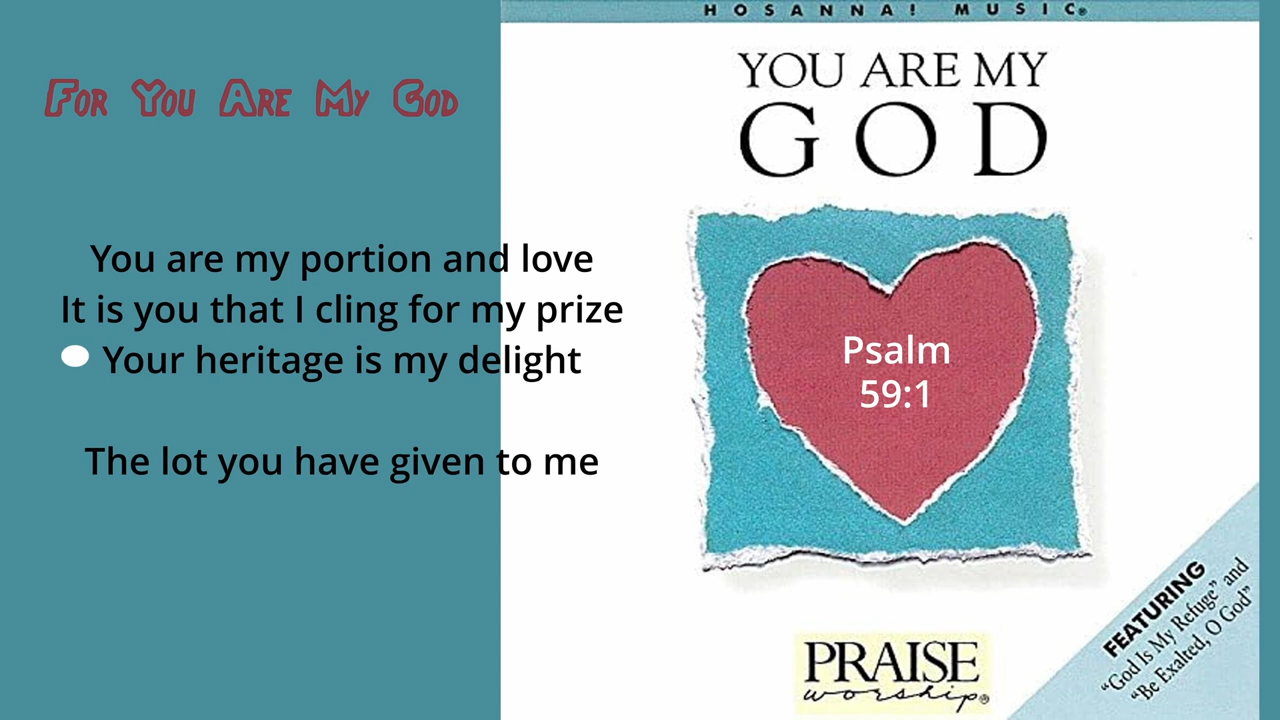 For You Are My God
You are my portion and love
It is you that I cling for my prize
Your heritage is my delight
The lot you have given to me
HOSANNA! MUSIC®
YOU ARE MY
GOD
Psalm
59:1
PRAISE
worship®
FEATURING
"God Is My Refuge" and
"Be Exalted, O God"